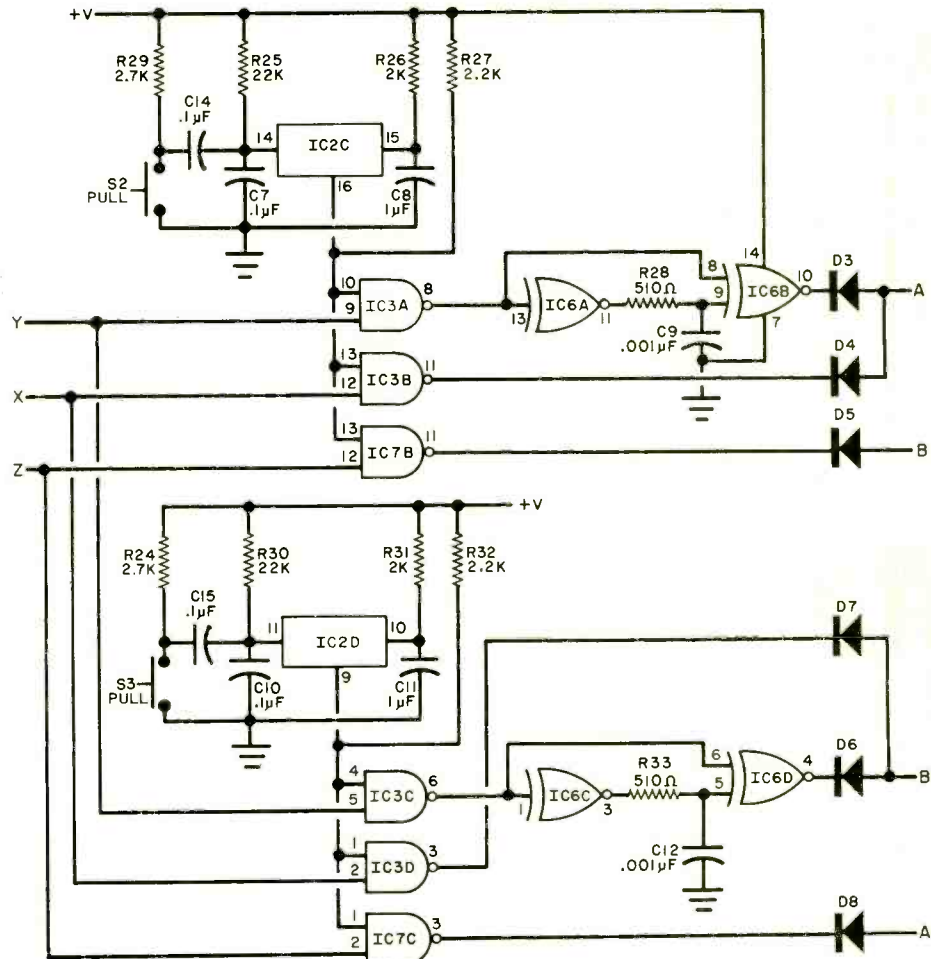 +V
R29
2.7K
R25
22K
R26
2K
R27
2.2K
C14
.1µF
14
IC2C
15
16
S2
PULL
C7
.1µF
C8
1µF
10
9
IC3A
8
13
IC6A
11
R28
510Ω
8
9
14
IC6B
10
7
D3
A
C9
.001µF
Y
13
12
IC3B
11
D4
X
13
12
IC7B
11
D5
B
Z
+V
R24
2.7K
R30
22K
R31
2K
R32
2.2K
C15
.1µF
11
IC2D
10
9
S3
PULL
C10
.1µF
C11
1µF
D7
4
5
IC3C
6
1
IC6C
3
R33
510Ω
6
5
IC6D
4
D6
B
1
2
IC3D
3
C12
.001µF
1
2
IC7C
3
D8
A